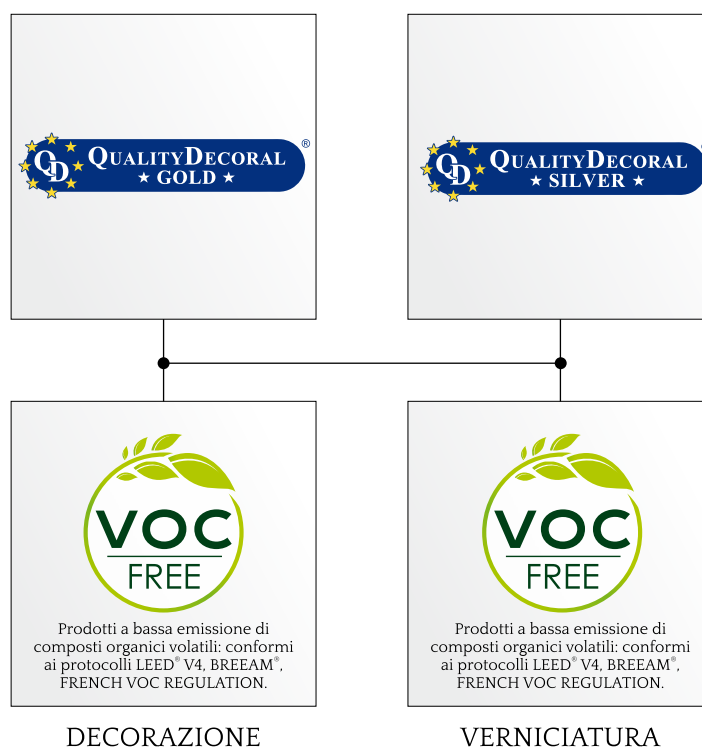 QD QUALITYDECORAL ®
★ GOLD ★
QD QUALITYDECORAL
★ SILVER ★
VOC
FREE
Prodotti a bassa emissione di
composti organici volatili: conformi
ai protocolli LEED® V4, BREEAM®,
FRENCH VOC REGULATION.
DECORAZIONE
VOC
FREE
Prodotti a bassa emissione di
composti organici volatili: conformi
ai protocolli LEED® V4, BREEAM®,
FRENCH VOC REGULATION.
VERNICIATURA